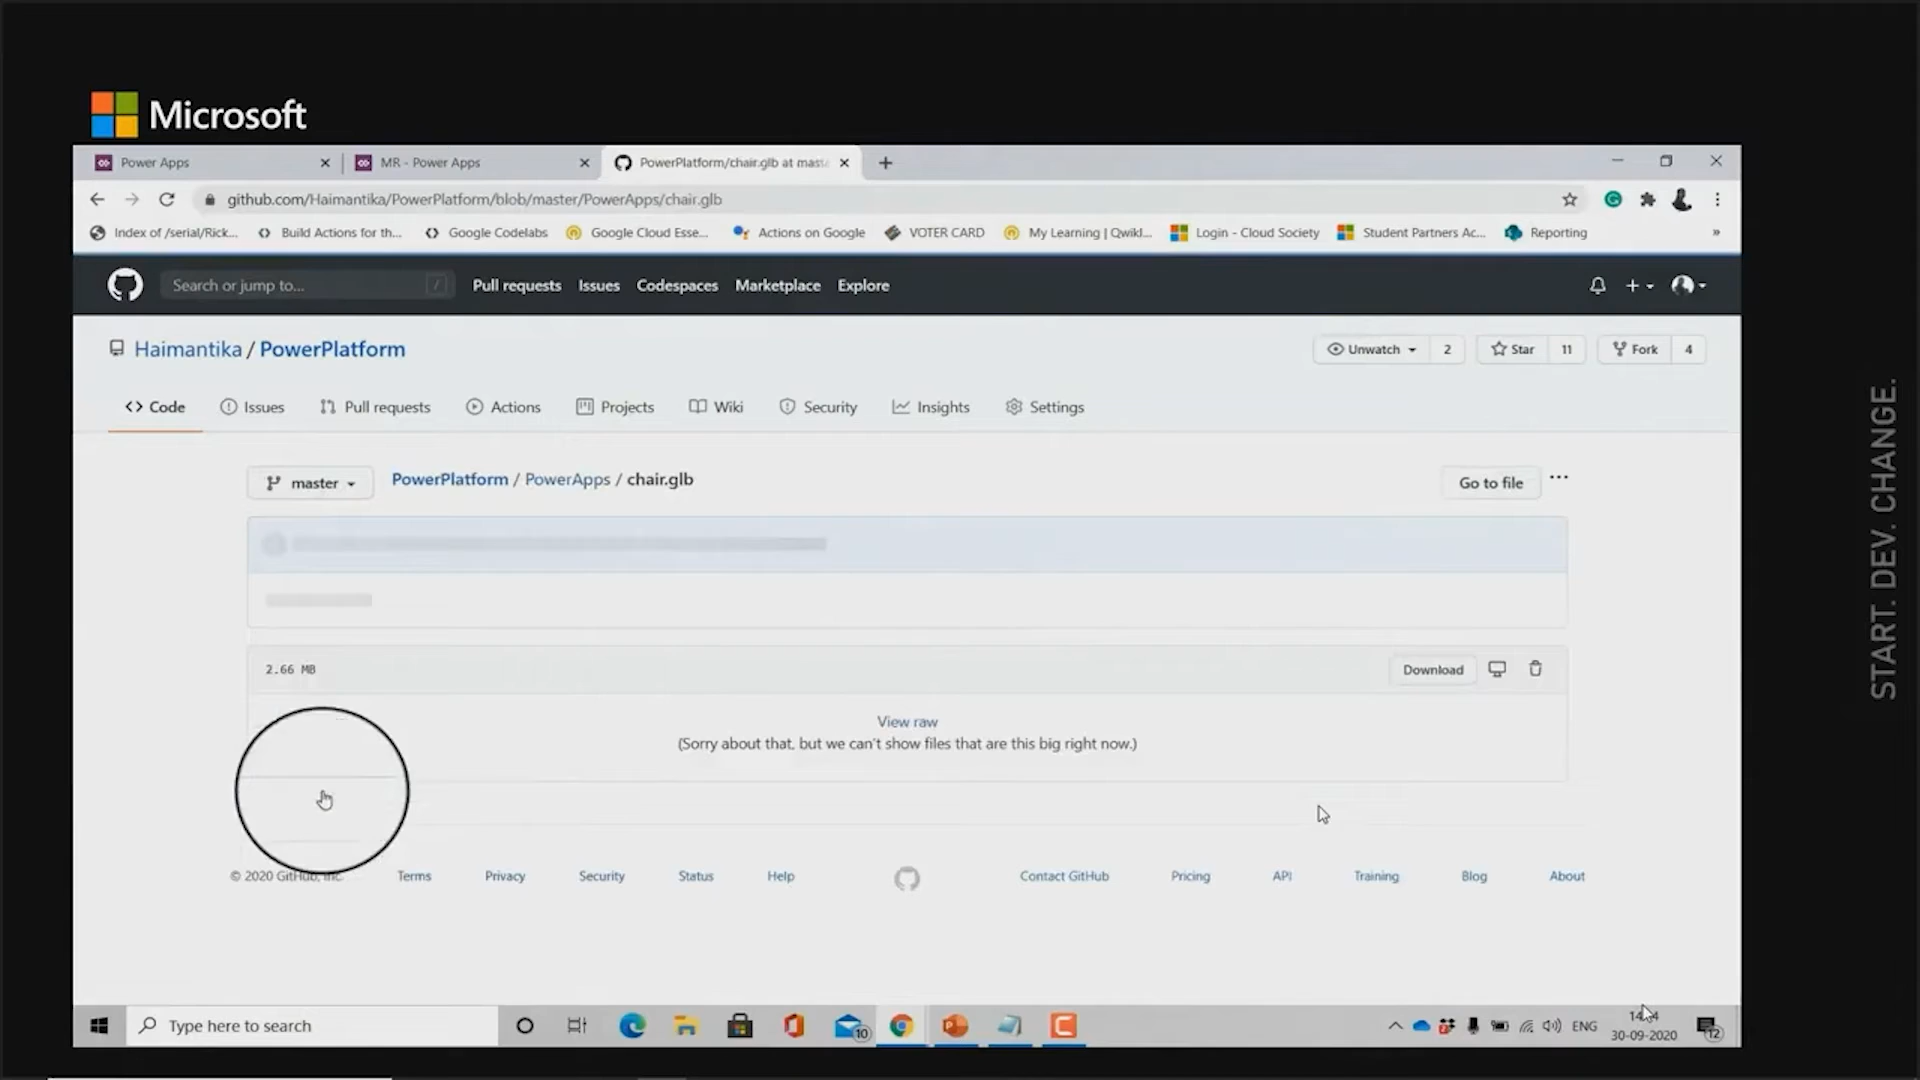 Microsoft
Power Apps
MR - Power Apps
PowerPlatform/chair.glb at maste
github.com/Haimantika/PowerPlatform/blob/master/PowerApps/chair.glb
Index of /serial/Rick...
Build Actions for th...
Google Codelabs
Google Cloud Esse...
Actions on Google
VOTER CARD
My Learning | Qwikl...
Login - Cloud Society
Student Partners Ac...
Reporting
»
Search or jump to... /
Pull requests
Issues
Codespaces
Marketplace
Explore
Haimantika / PowerPlatform
Unwatch 2
Star 11
Fork 4
Code
Issues
Pull requests
Actions
Projects
Wiki
Security
Insights
Settings
master
PowerPlatform / PowerApps / chair.glb
Go to file
2.66 MB
Download
View raw
(Sorry about that, but we can't show files that are this big right now.)
© 2020 GitHub, Inc.
Terms
Privacy
Security
Status
Help
Contact GitHub
Pricing
API
Training
Blog
About
Type here to search
10
ENG
30-09-2020
12
START. DEV. CHANGE.